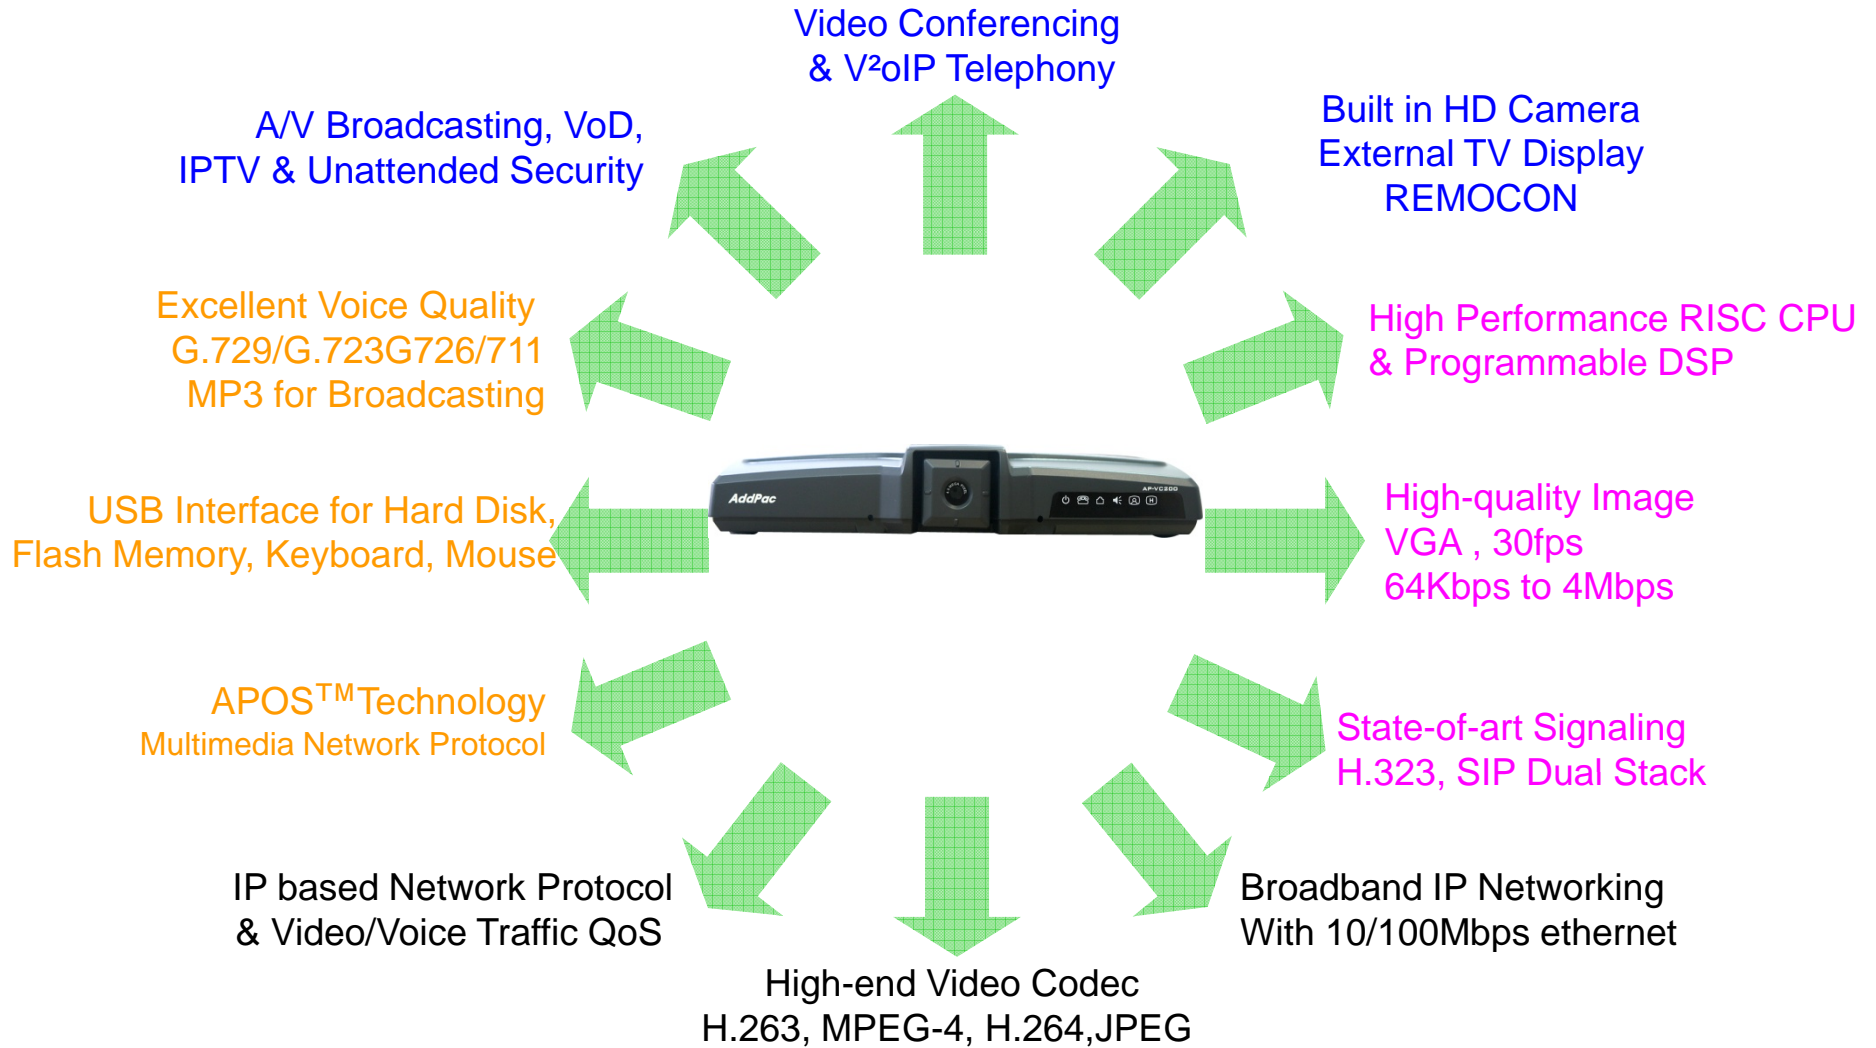 Video Conferencing
& V²oIP Telephony
A/V Broadcasting, VoD,
IPTV & Unattended Security
Built in HD Camera
External TV Display
REMOCON
Excellent Voice Quality
G.729/G.723G726/711
MP3 for Broadcasting
High Performance RISC CPU
& Programmable DSP
AddPac
AP-VC200
USB Interface for Hard Disk,
Flash Memory, Keyboard, Mouse
High-quality Image
VGA , 30fps
64Kbps to 4Mbps
APOS™Technology
Multimedia Network Protocol
State-of-art Signaling
H.323, SIP Dual Stack
IP based Network Protocol
& Video/Voice Traffic QoS
Broadband IP Networking
With 10/100Mbps ethernet
High-end Video Codec
H.263, MPEG-4, H.264,JPEG